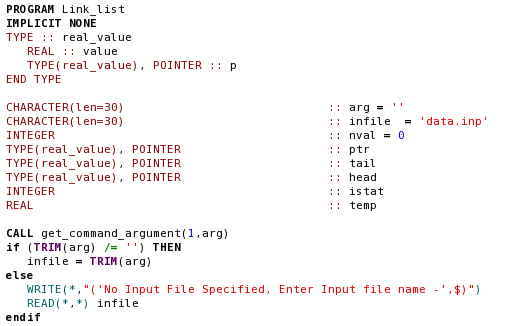 PROGRAM Link_list
IMPLICIT NONE
TYPE :: real_value
   REAL :: value
   TYPE(real_value), POINTER :: p
END TYPE

CHARACTER(len=30)                             :: arg = ''
CHARACTER(len=30)                             :: infile  = 'data.inp'
INTEGER                                       :: nval = 0
TYPE(real_value), POINTER                     :: ptr
TYPE(real_value), POINTER                     :: tail
TYPE(real_value), POINTER                     :: head
INTEGER                                       :: istat
REAL                                          :: temp

CALL get_command_argument(1,arg)
if (TRIM(arg) /= '') THEN
   infile = TRIM(arg)
else
   WRITE(*,"('No Input File Specified, Enter Input file name -',$)")
   READ(*,*) infile
endif